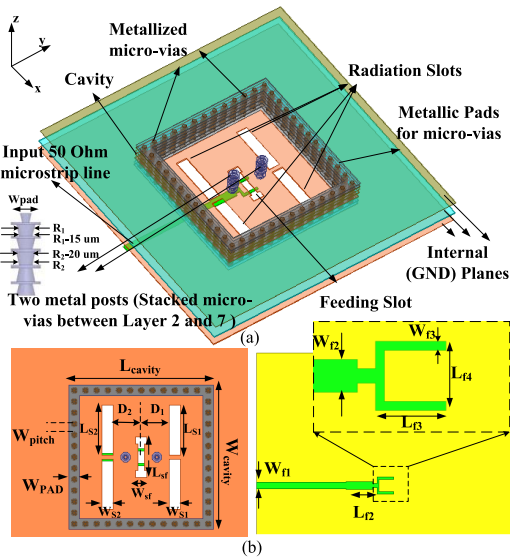 z
y
x
Metallized
micro-vias
Cavity
Radiation Slots
Metallic Pads
for micro-vias
Input 50 Ohm
microstrip line
Wpad
R1
R1-15 um
R2-20 um
R2
Internal
(GND) Planes
Two metal posts (Stacked micro-
vias between Layer 2 and 7 )
Feeding Slot
(a)
Lcavity
D2
D1
LS2
LS1
Wpitch
Lsf
Wsf
WPAD
WS2
WS1
Wcavity
Wf3
Wf2
Lf4
Lf3
Wf1
Lf2
(b)